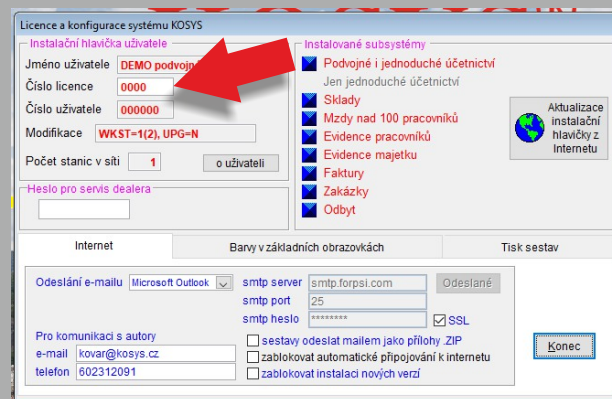 Licence a konfigurace systému KOSYS
Instalační hlavička uživatele
Jméno uživatele DEMO
Číslo licence 0000
Číslo uživatele 000000
Modifikace WKST=1(2), UPG=N
Počet stanic v síti 1 o uživateli
Heslo pro servis dealera
Instalované subsystémy
Podvojné i jednoduché účetnictví
Jen jednoduché účetnictví
Sklady
Mzdy nad 100 pracovníků
Evidence pracovníků
Evidence majetku
Faktury
Zakázky
Odbyt
Aktualizace
instalační
hlavičky z
Internetu
Internet Barvy v základních obrazovkách Tisk sestav
Odeslání e-mailu Microsoft Outlook
smtp server smtp.forpsi.com Odeslané
smtp port 25
smtp heslo ******** SSL
Pro komunikaci s autory
e-mail kovar@kosys.cz
telefon 602312091
sestavy odeslat mailem jako přílohy .ZIP
zablokovat automatické připojování k internetu
zablokovat instalaci nových verzí
Konec